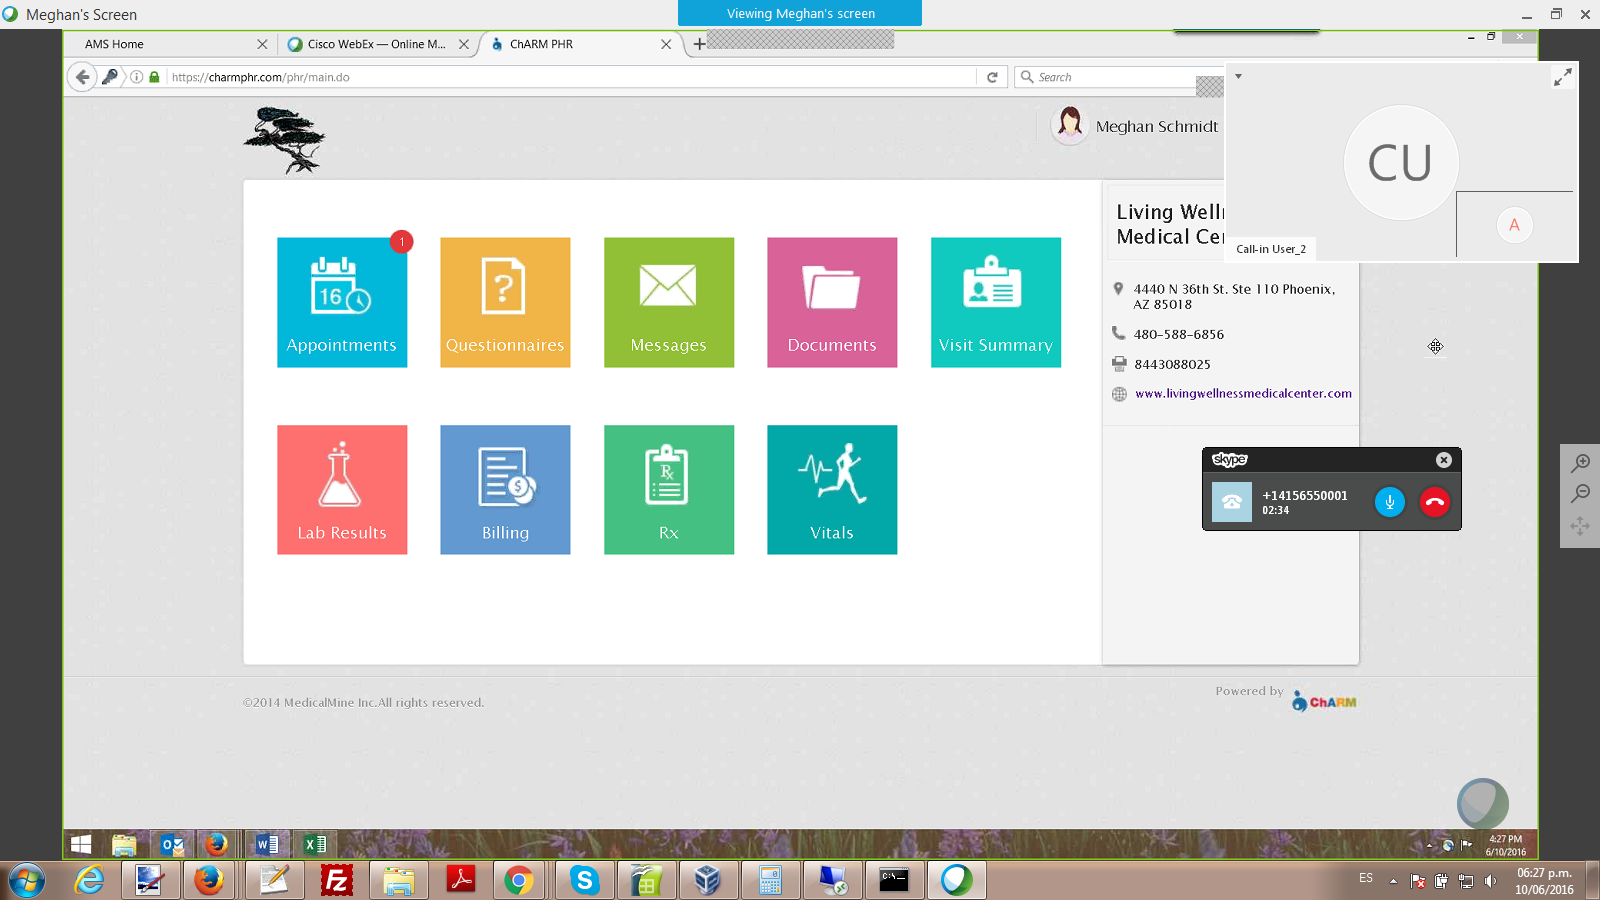 Meghan's Screen
Viewing Meghan's screen
AMS Home
Cisco WebEx — Online M...
ChARM PHR
https://charmphr.com/phr/main.do
Search
Meghan Schmidt
CU
A
Call-in User_2
Living Well
Medical Ce
1
16
Appointments
?
Questionnaires
Messages
Documents
Visit Summary
4440 N 36th St. Ste 110 Phoenix,
AZ 85018
480-588-6856
8443088025
www.livingwellnessmedicalcenter.com
skype
+14156550001
02:34
Lab Results
$
Billing
Rx
Rx
Vitals
©2014 MedicalMine Inc.All rights reserved.
Powered by
ChARM
4:27 PM
6/10/2016
ES
06:27 p.m.
10/06/2016